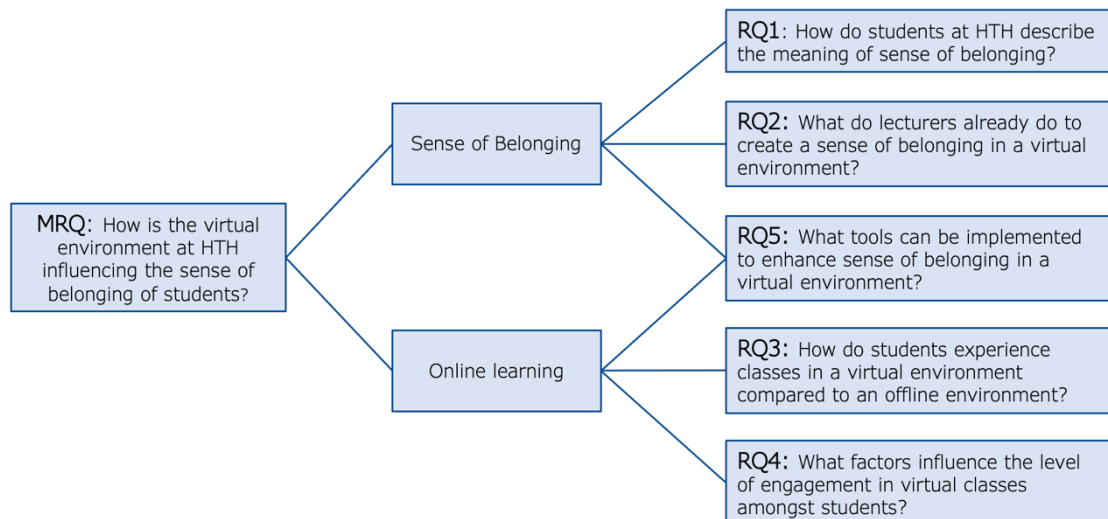 MRQ: How is the virtual
environment at HTH
influencing the sense of
belonging of students?
Sense of Belonging
Online learning
RQ1: How do students at HTH describe
the meaning of sense of belonging?
RQ2: What do lecturers already do to
create a sense of belonging in a virtual
environment?
RQ5: What tools can be implemented
to enhance sense of belonging in a
virtual environment?
RQ3: How do students experience
classes in a virtual environment
compared to an offline environment?
RQ4: What factors influence the level
of engagement in virtual classes
amongst students?